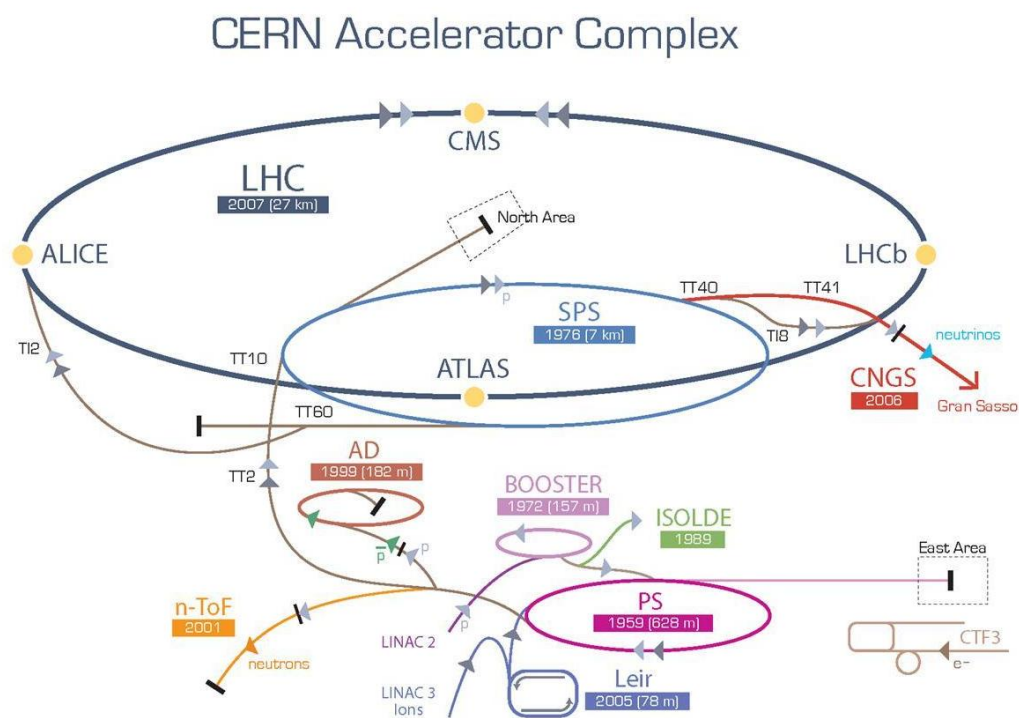 CERN Accelerator Complex
CMS
LHC
2007 (27 km)
North Area
ALICE
LHCb
TT40
TT41
p
SPS
1976 (7 km)
TI8
neutrinos
TI2
TT10
ATLAS
CNGS
2006
Gran Sasso
TT60
AD
1999 (182 m)
TT2
BOOSTER
1972 (157 m)
ISOLDE
1989
p̅
p
East Area
n-ToF
2001
PS
1959 (628 m)
p
LINAC 2
neutrons
CTF3
e-
LINAC 3
Ions
Leir
2005 (78 m)